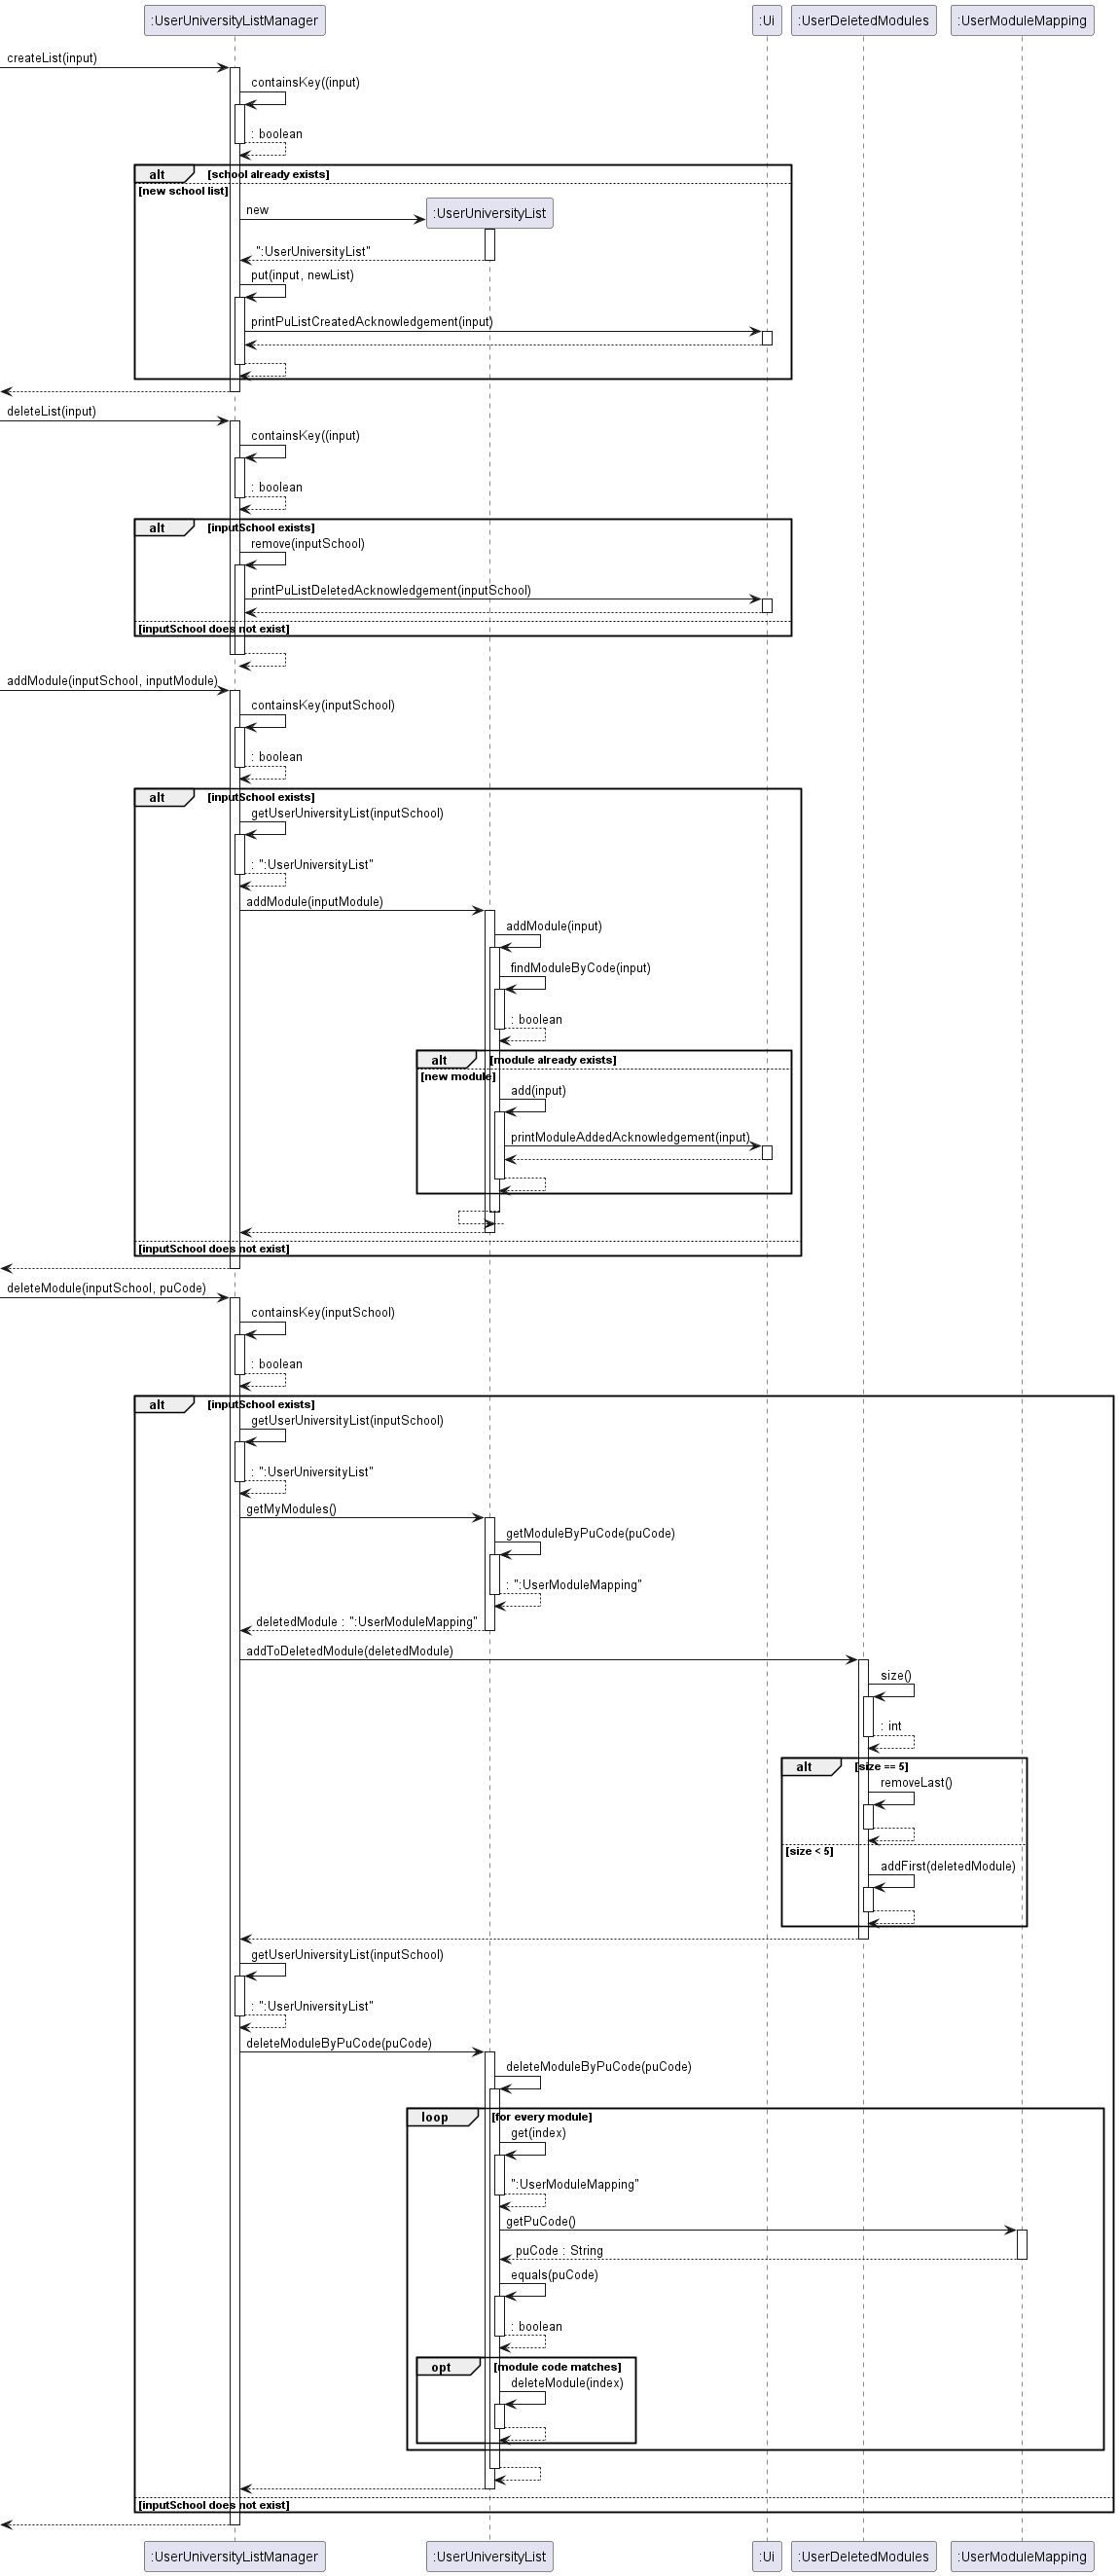 :UserUniversityListManager :Ui :UserDeletedModules :UserModuleMapping
createList(input)
containsKey((input)
: boolean
alt [school already exists]
[new school list]
new
:UserUniversityList
":UserUniversityList"
put(input, newList)
printPuListCreatedAcknowledgement(input)
deleteList(input)
containsKey((input)
: boolean
alt [inputSchool exists]
remove(inputSchool)
printPuListDeletedAcknowledgement(inputSchool)
[inputSchool does not exist]
addModule(inputSchool, inputModule)
containsKey(inputSchool)
: boolean
alt [inputSchool exists]
getUserUniversityList(inputSchool)
: ":UserUniversityList"
addModule(inputModule)
addModule(input)
findModuleByCode(input)
: boolean
alt [module already exists]
[new module]
add(input)
printModuleAddedAcknowledgement(input)
[inputSchool does not exist]
deleteModule(inputSchool, puCode)
containsKey(inputSchool)
: boolean
alt [inputSchool exists]
getUserUniversityList(inputSchool)
: ":UserUniversityList"
getMyModules()
getModuleByPuCode(puCode)
: ":UserModuleMapping"
deletedModule : ":UserModuleMapping"
addToDeletedModule(deletedModule)
size()
: int
alt [size == 5]
removeLast()
[size < 5]
addFirst(deletedModule)
getUserUniversityList(inputSchool)
: ":UserUniversityList"
deleteModuleByPuCode(puCode)
deleteModuleByPuCode(puCode)
loop [for every module]
get(index)
":UserModuleMapping"
getPuCode()
puCode : String
equals(puCode)
: boolean
opt [module code matches]
deleteModule(index)
[inputSchool does not exist]
:UserUniversityListManager :UserUniversityList :Ui :UserDeletedModules :UserModuleMapping